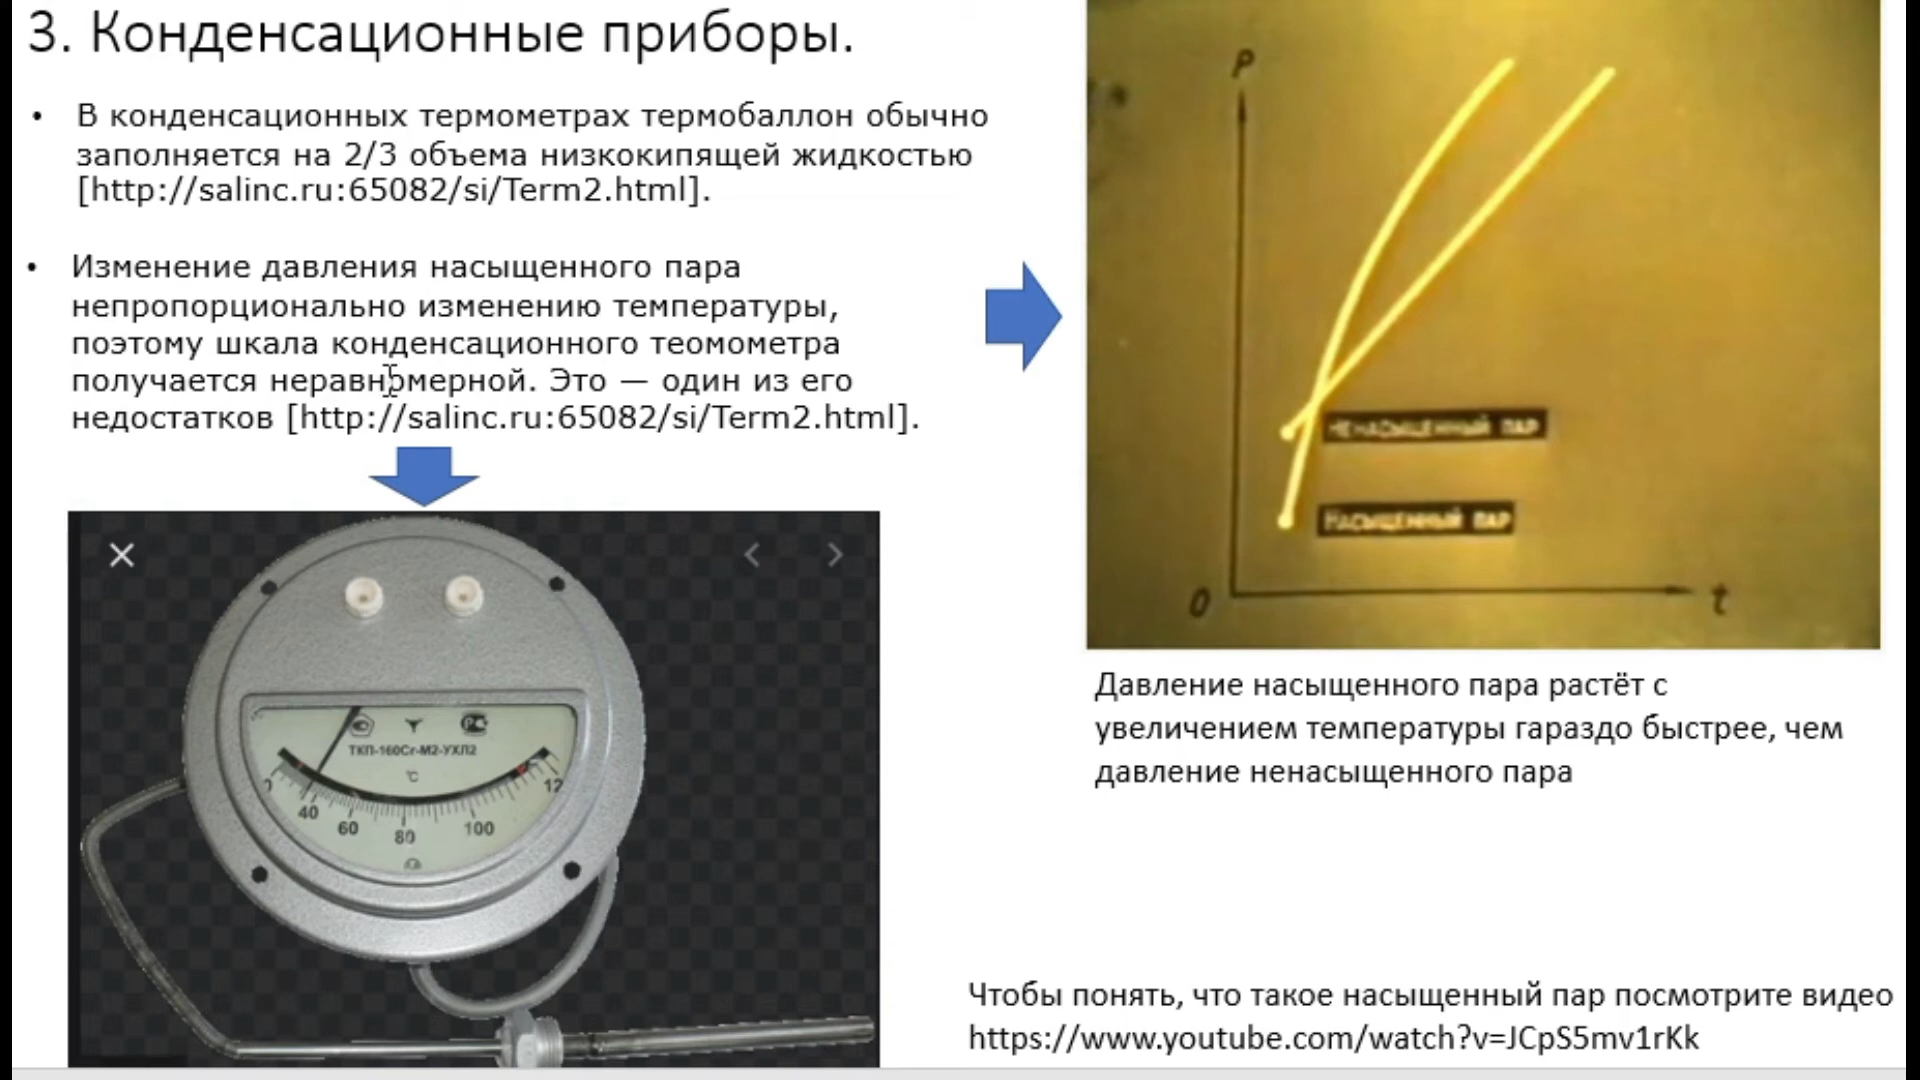 3. Конденсационные приборы.
• В конденсационных термометрах термобаллон обычно
заполняется на 2/3 объема низкокипящей жидкостью
[http://salinc.ru:65082/si/Term2.html].
• Изменение давления насыщенного пара
непропорционально изменению температуры,
поэтому шкала конденсационного теомометра
получается неравномерной. Это — один из его
недостатков [http://salinc.ru:65082/si/Term2.html].
P
НЕНАСЫЩЕННЫЙ ПАР
НАСЫЩЕННЫЙ ПАР
0 t
Давление насыщенного пара растёт с
увеличением температуры гараздо быстрее, чем
давление ненасыщенного пара
РС
ТКП-160Сг-М2-УХЛ2
°C
0 40 60 80 100 12
Чтобы понять, что такое насыщенный пар посмотрите видео
https://www.youtube.com/watch?v=JCpS5mv1rKk